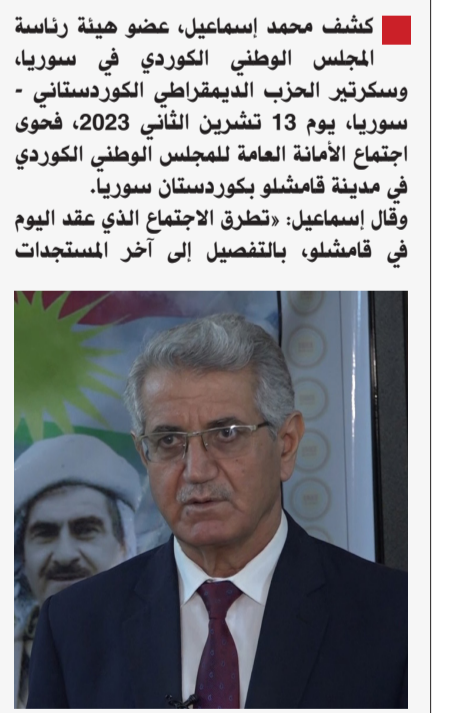 كشف محمد إسماعيل، عضو هيئة رئاسة
المجلس الوطني الكوردي في سوريا،
وسكرتير الحزب الديمقراطي الكوردستاني -
سوريا، يوم 13 تشرين الثاني 2023، فحوى
اجتماع الأمانة العامة للمجلس الوطني الكوردي
في مدينة قامشلو بكوردستان سوريا.
وقال إسماعيل: «تطرق الاجتماع الذي عقد اليوم
في قامشلو، بالتفصيل إلى آخر المستجدات